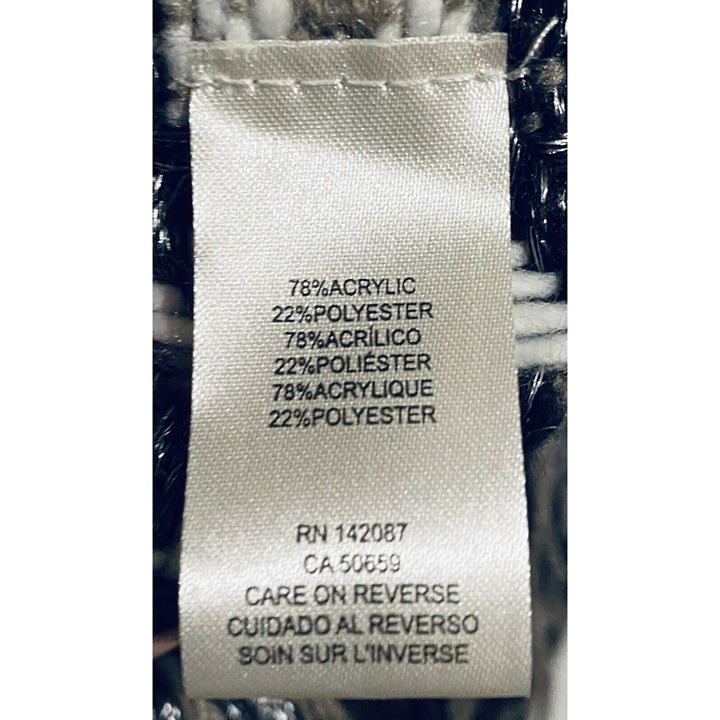 78%ACRYLIC
22%POLYESTER
78%ACRÍLICO
22%POLIÉSTER
78%ACRYLIQUE
22%POLYESTER
RN 142087
CA 50659
CARE ON REVERSE
CUIDADO AL REVERSO
SOIN SUR L'INVERSE